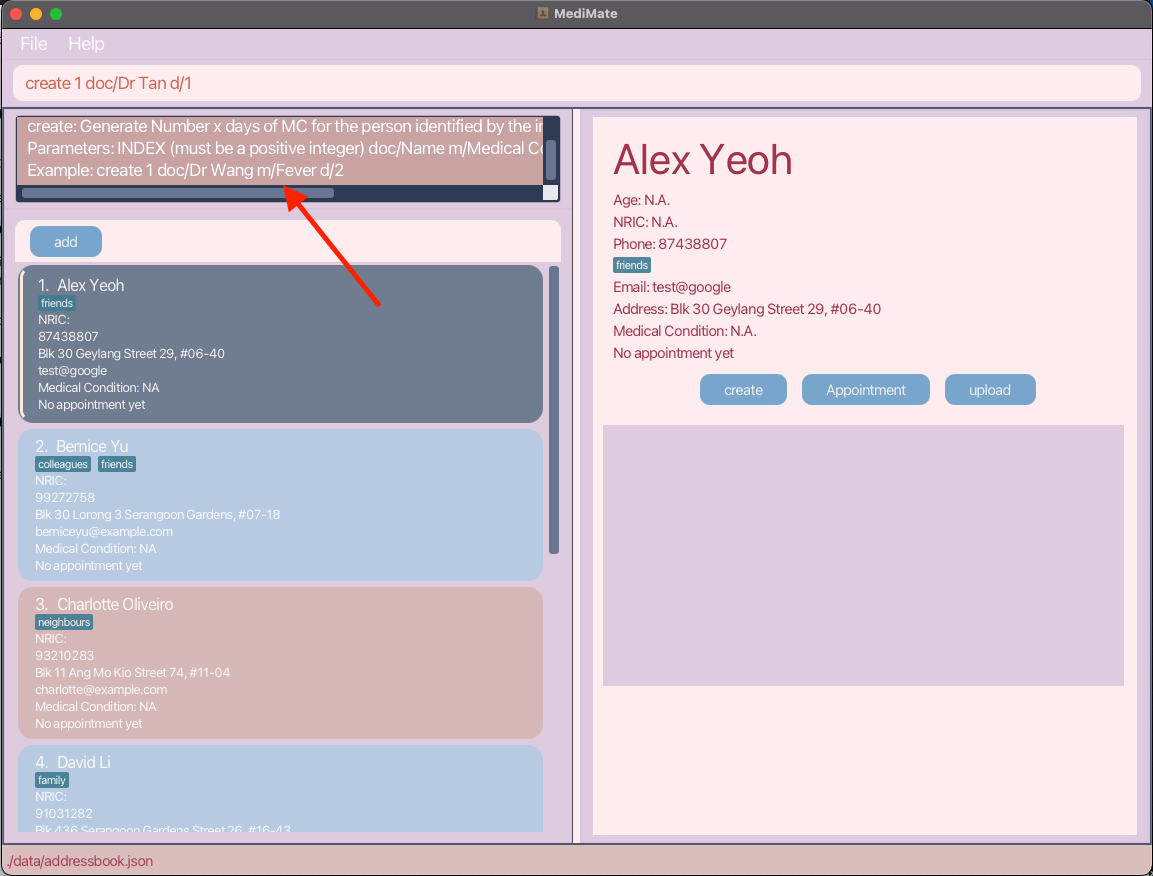 MediMate
File Help
create 1 doc/Dr Tan d/1
create: Generate Number x days of MC for the person identified by the in
Parameters: INDEX (must be a positive integer) doc/Name m/Medical Co
Example: create 1 doc/Dr Wang m/Fever d/2
add
1. Alex Yeoh
friends
NRIC:
87438807
Blk 30 Geylang Street 29, #06-40
test@google
Medical Condition: NA
No appointment yet
2. Bernice Yu
colleagues friends
NRIC:
99272758
Blk 30 Lorong 3 Serangoon Gardens, #07-18
berniceyu@example.com
Medical Condition: NA
No appointment yet
3. Charlotte Oliveiro
neighbours
NRIC:
93210283
Blk 11 Ang Mo Kio Street 74, #11-04
charlotte@example.com
Medical Condition: NA
No appointment yet
4. David Li
family
NRIC:
91031282
Blk 436 Serangoon Gardens Street 26, #16-43
Alex Yeoh
Age: N.A.
NRIC: N.A.
Phone: 87438807
friends
Email: test@google
Address: Blk 30 Geylang Street 29, #06-40
Medical Condition: N.A.
No appointment yet
create Appointment upload
./data/addressbook.json